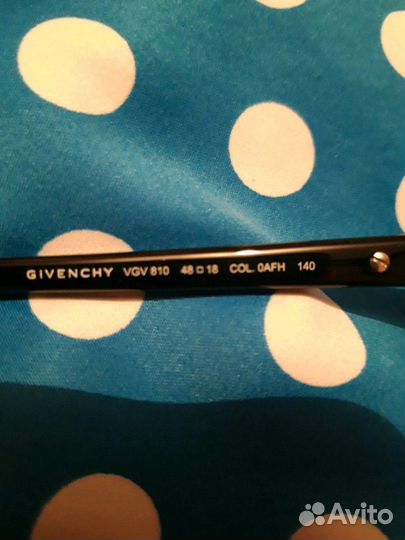 GIVENCHY VGV 810 48□18 COL. 0AFH 140
Avito